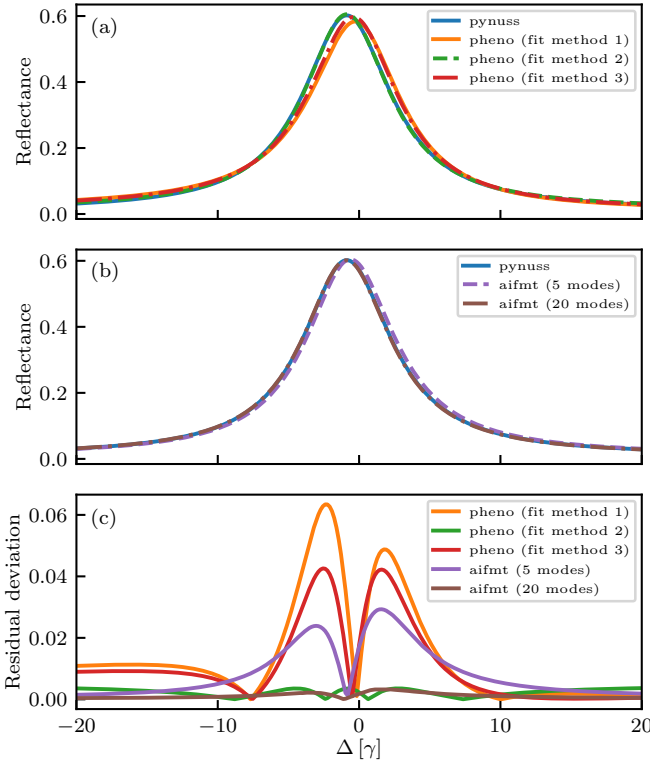 (a)
pynuss
pheno (fit method 1)
pheno (fit method 2)
pheno (fit method 3)
Reflectance
0.6
0.4
0.2
0.0
(b)
pynuss
aifmt (5 modes)
aifmt (20 modes)
Reflectance
0.6
0.4
0.2
0.0
(c)
pheno (fit method 1)
pheno (fit method 2)
pheno (fit method 3)
aifmt (5 modes)
aifmt (20 modes)
Residual deviation
0.06
0.04
0.02
0.00
−20 −10 0 10 20
Δ [γ]